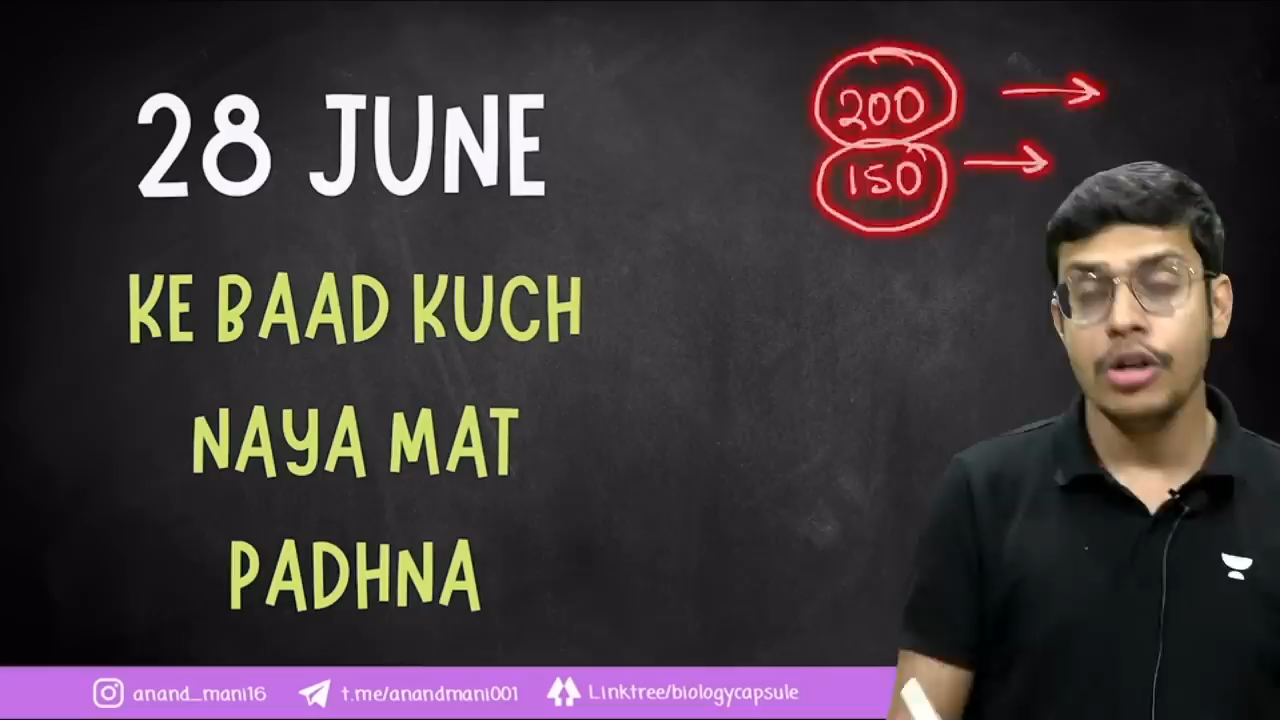 28 JUNE
KE BAAD KUCH
NAYA MAT
PADHNA
200
150
anand_mani16 t.me/anandmani001 Linktree/biologycapsule